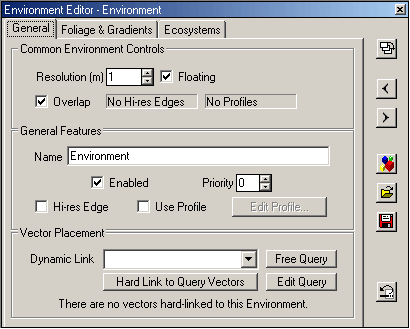 Environment Editor - Environment
General Foliage & Gradients Ecosystems
Common Environment Controls
Resolution (m) 1 Floating
Overlap No Hi-res Edges No Profiles
General Features
Name Environment
Enabled Priority 0
Hi-res Edge Use Profile Edit Profile...
Vector Placement
Dynamic Link Free Query
Hard Link to Query Vectors Edit Query
There are no vectors hard-linked to this Environment.